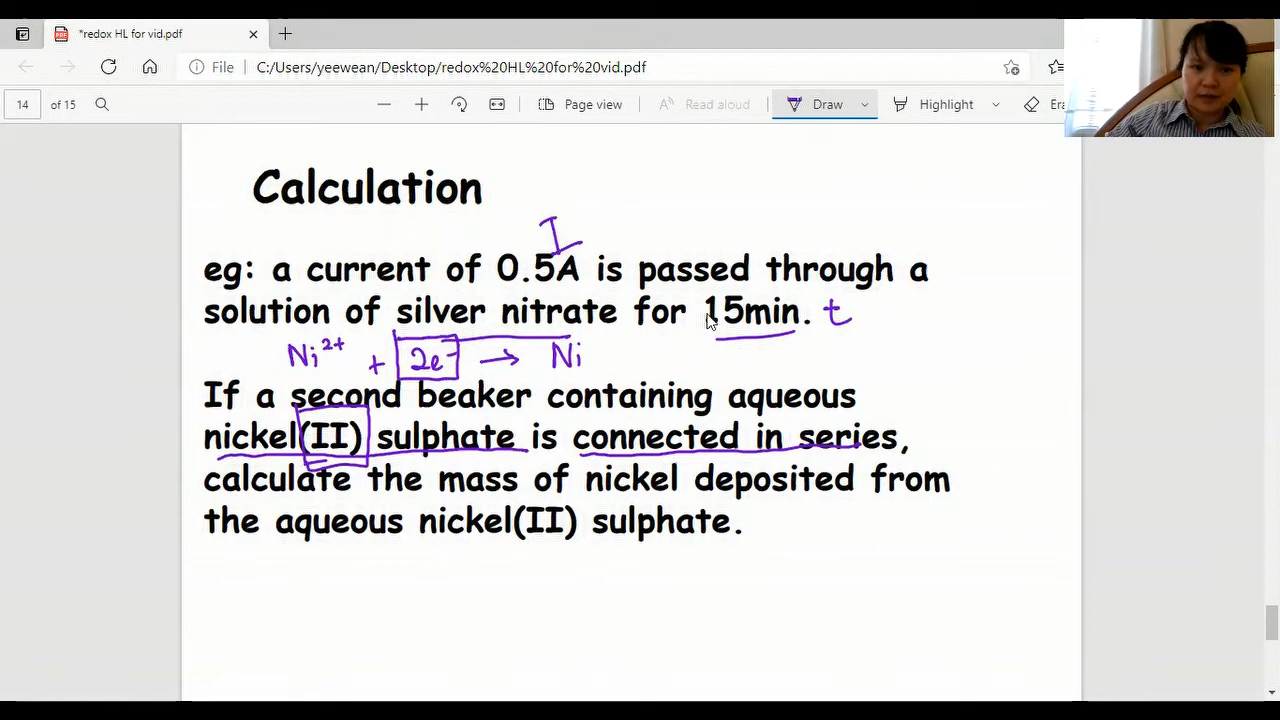 *redox HL for vid.pdf
File C:/Users/yeewean/Desktop/redox%20HL%20for%20vid.pdf
14 of 15 Page view Read aloud Draw Highlight
Calculation
I
eg: a current of 0.5A is passed through a
solution of silver nitrate for 15min. t
Ni²⁺ + 2e⁻ → Ni
If a second beaker containing aqueous
nickel(II) sulphate is connected in series,
calculate the mass of nickel deposited from
the aqueous nickel(II) sulphate.